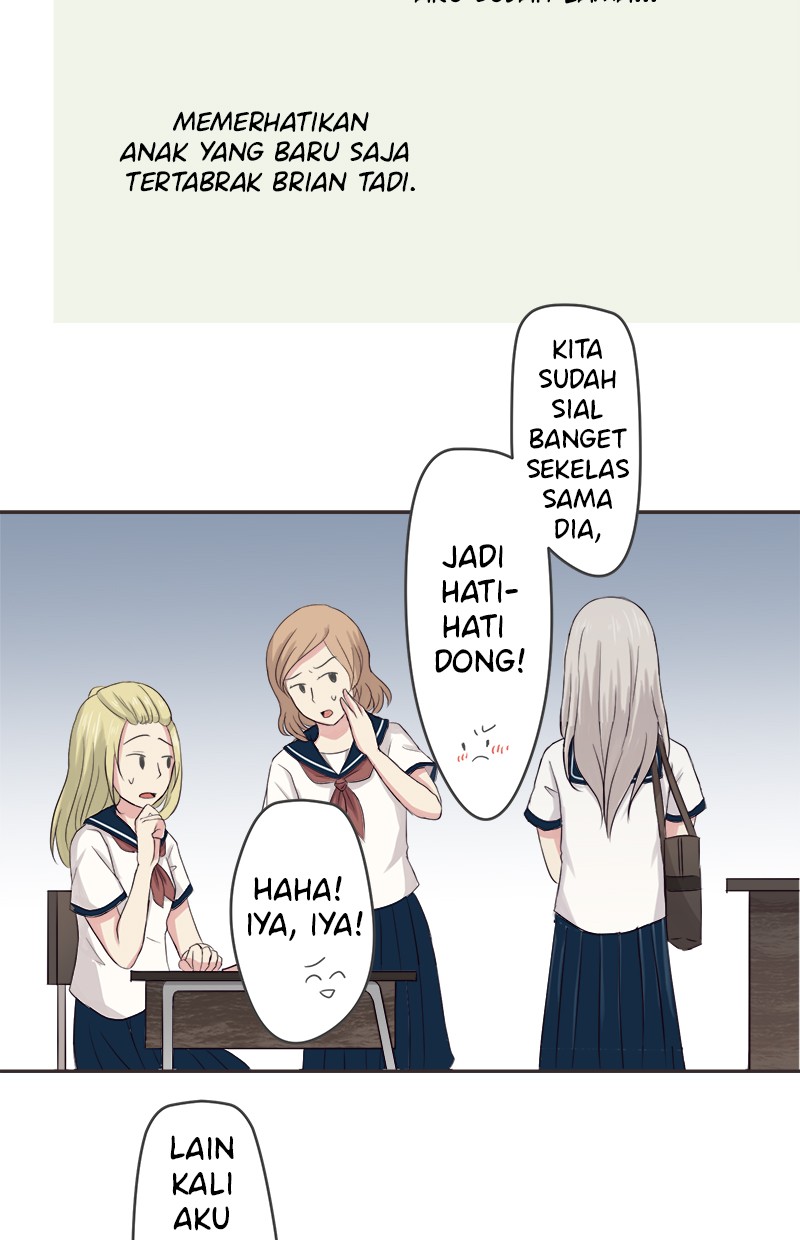 MEMERHATIKAN
ANAK YANG BARU SAJA
TERTABRAK BRIAN TADI.
KITA
SUDAH
SIAL
BANGET
SEKELAS
SAMA
DIA,
JADI
HATI-
HATI
DONG!
HAHA!
IYA, IYA!
LAIN
KALI
AKU